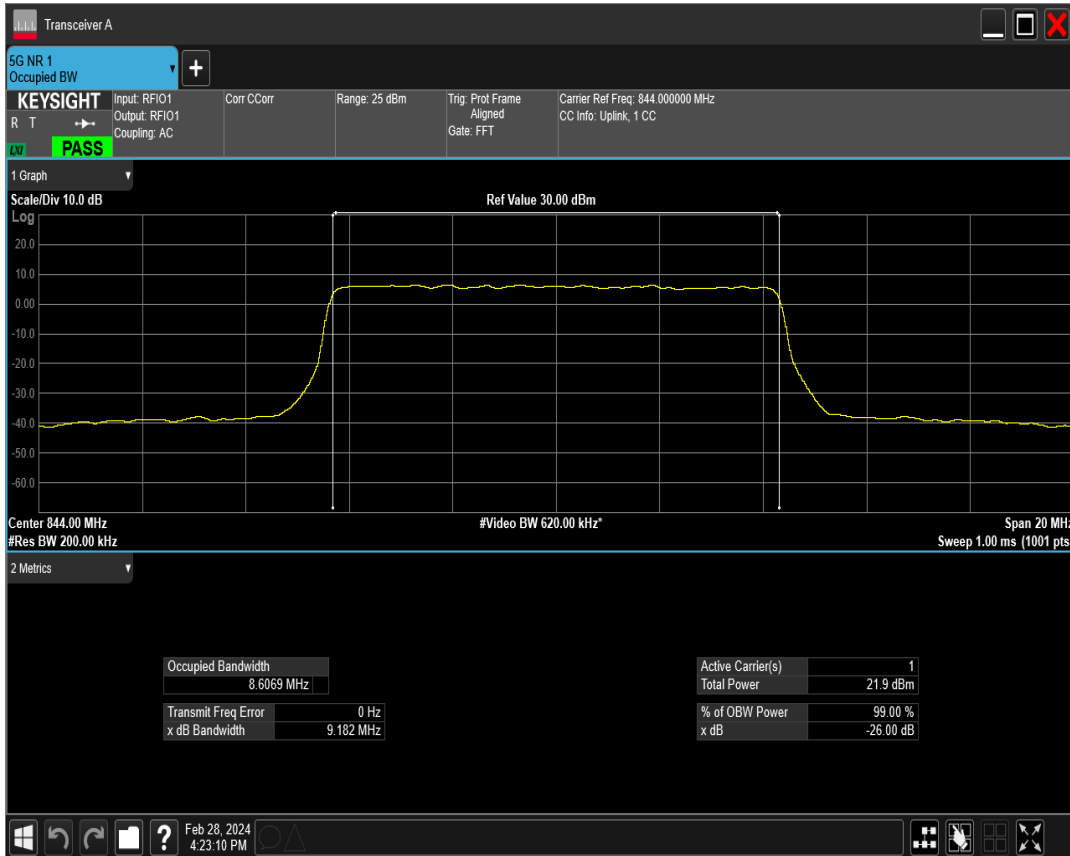 Transceiver A
5G NR 1
Occupied BW
+
KEYSIGHT
R T
LXI
PASS
Input: RFIO1
Output: RFIO1
Coupling: AC
Corr CCorr
Range: 25 dBm
Trig: Prot Frame
Aligned
Gate: FFT
Carrier Ref Freq: 844.000000 MHz
CC Info: Uplink, 1 CC
1 Graph
Scale/Div 10.0 dB
Ref Value 30.00 dBm
Log
20.0
10.0
0.00
-10.0
-20.0
-30.0
-40.0
-50.0
-60.0
Center 844.00 MHz
#Video BW 620.00 kHz*
Span 20 MHz
#Res BW 200.00 kHz
Sweep 1.00 ms (1001 pts
2 Metrics
Occupied Bandwidth
8.6069 MHz
Transmit Freq Error 0 Hz
x dB Bandwidth 9.182 MHz
Active Carrier(s) 1
Total Power 21.9 dBm
% of OBW Power 99.00 %
x dB -26.00 dB
?
Feb 28, 2024
4:23:10 PM